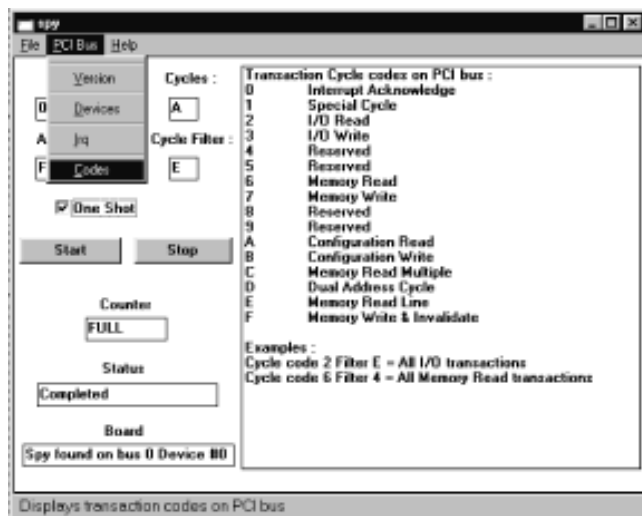 spy
File PCI Bus Help
Version
Devices
Irq
Codes
Cycles :
0
A
A
Cycle Filter :
F
E
One Shot
Start
Stop
Counter
FULL
Status
Completed
Board
Spy found on bus 0 Device
Transaction Cycle codes on PCI bus :
0 Interrupt Acknowledge
1 Special Cycle
2 I/O Read
3 I/O Write
4 Reserved
5 Reserved
6 Memory Read
7 Memory Write
8 Reserved
9 Reserved
A Configuration Read
B Configuration Write
C Memory Read Multiple
D Dual Address Cycle
E Memory Read Line
F Memory Write & Invalidate
Examples :
Cycle code 2 Filter E = All I/O transactions
Cycle code 6 Filter 4 = All Memory Read transactions
Displays transaction codes on PCI bus